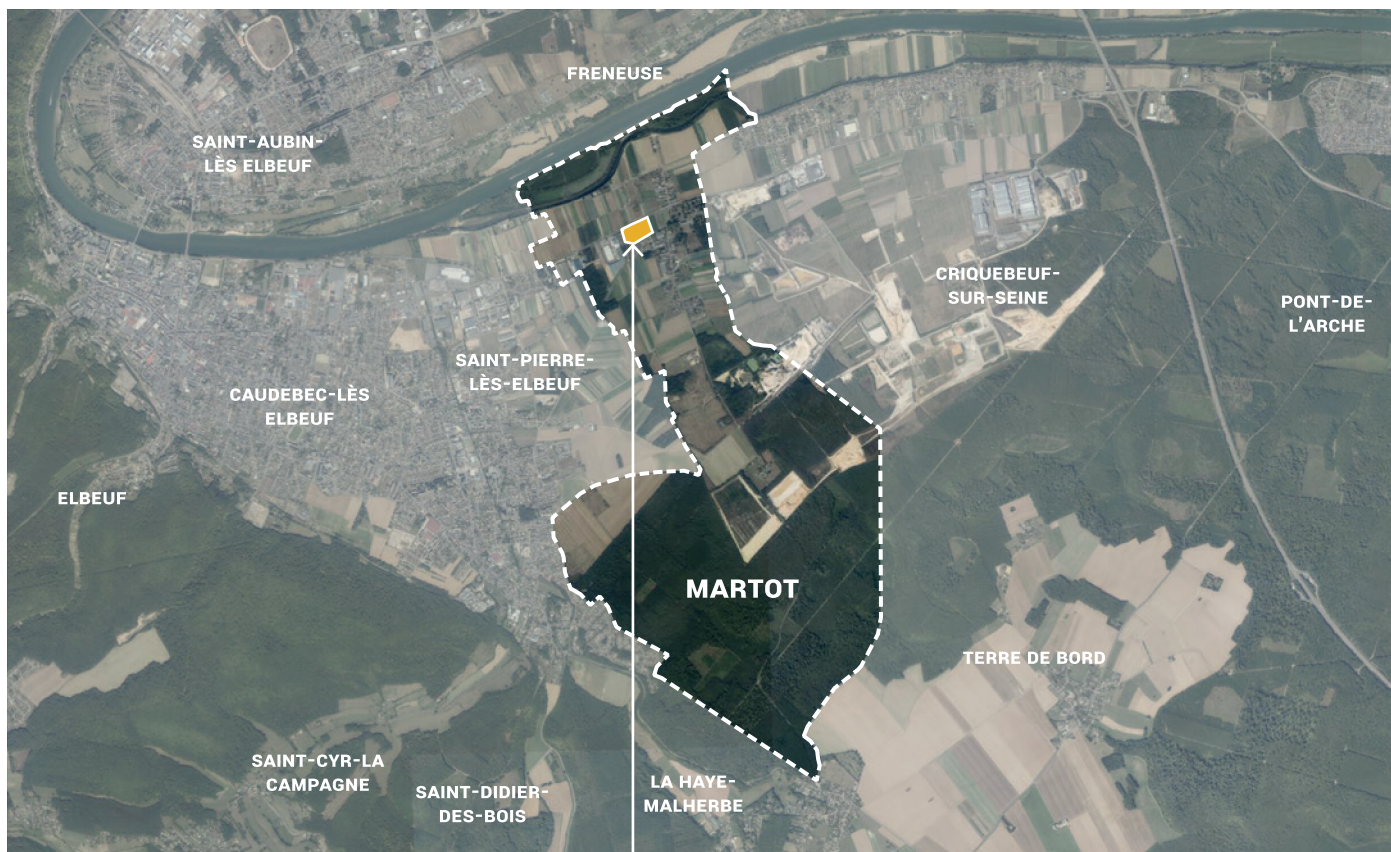 FRENEUSE
SAINT-AUBIN-
LÈS ELBEUF
CRIQUEBEUF-
SUR-SEINE
PONT-DE-
L'ARCHE
SAINT-PIERRE-
LÈS-ELBEUF
CAUDEBEC-LÈS
ELBEUF
ELBEUF
MARTOT
TERRE DE BORD
SAINT-CYR-LA
CAMPAGNE
SAINT-DIDIER-
DES-BOIS
LA HAYE-
MALHERBE